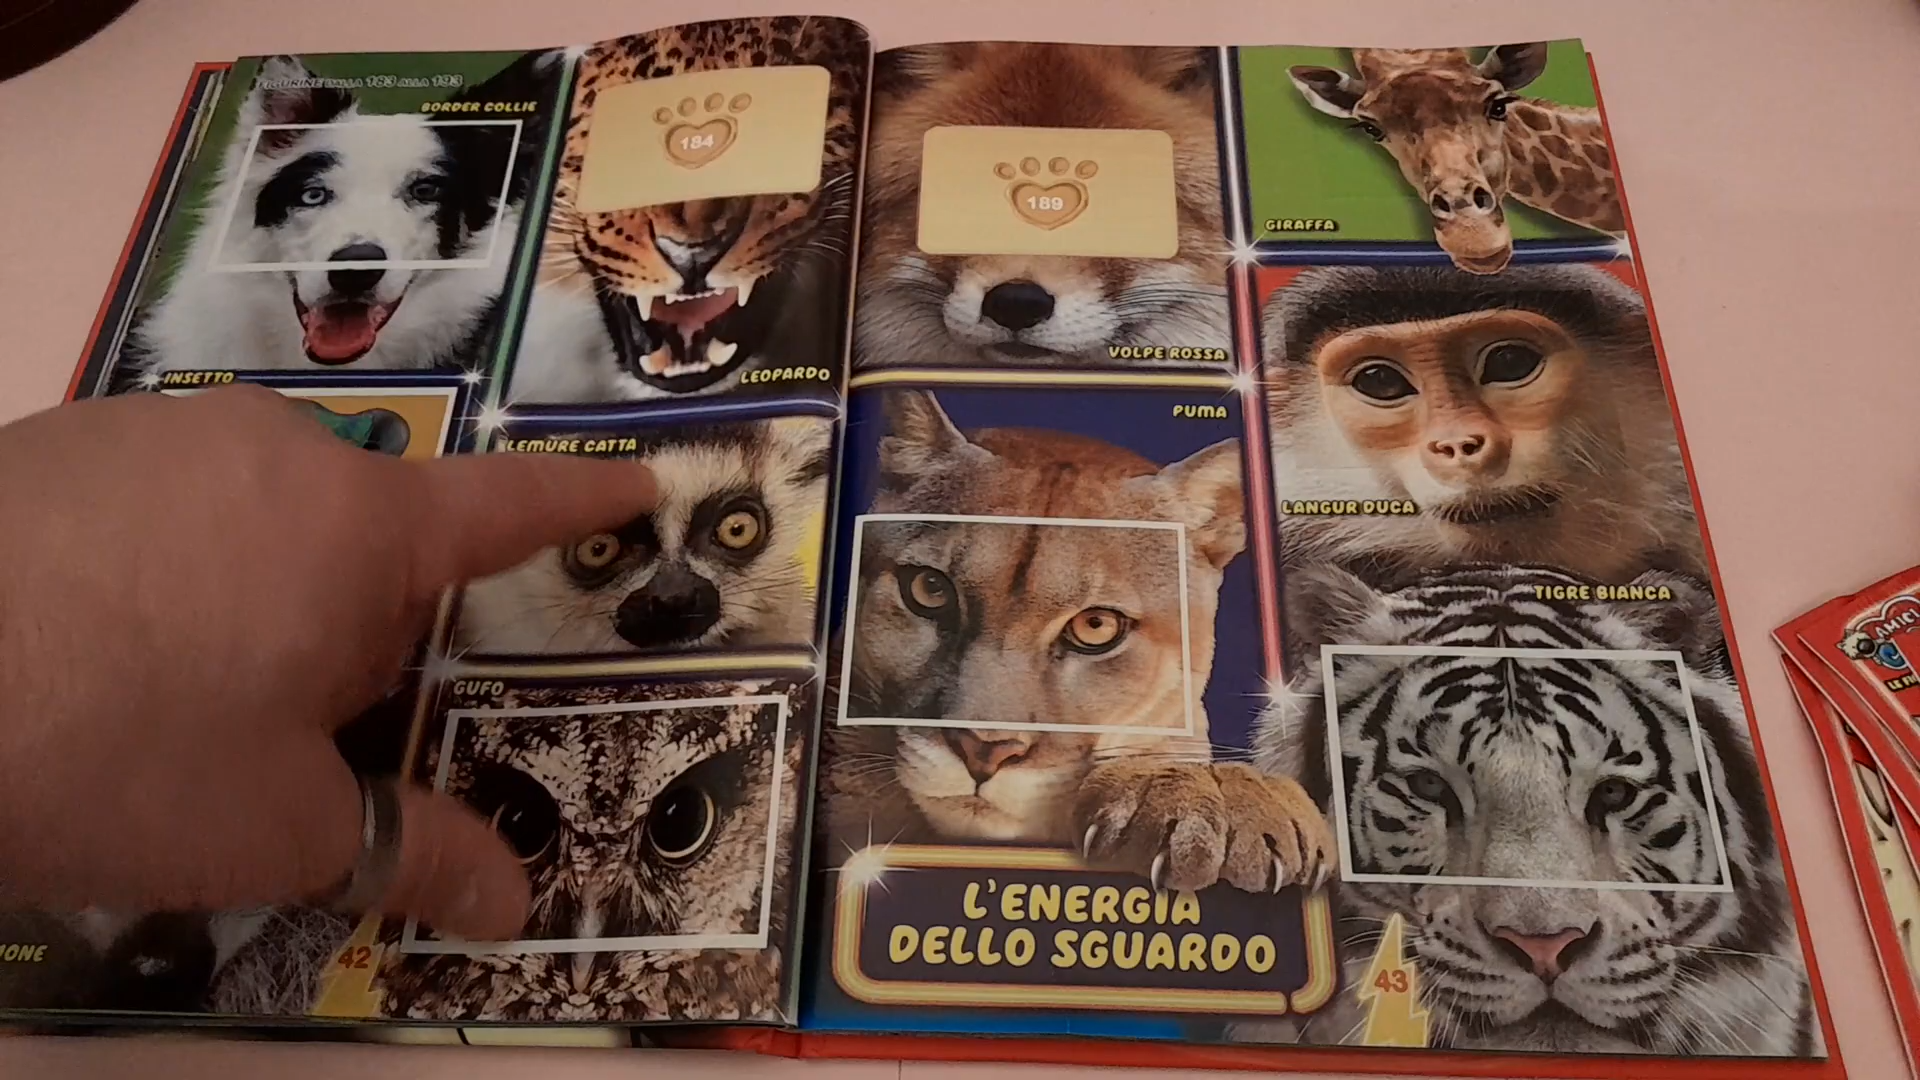 FIGURINE DALLA 183 ALLA 193
BORDER COLLIE
184
LEOPARDO
INSETTO
LEMURE CATTA
GUFO
42
189
VOLPE ROSSA
GIRAFFA
PUMA
LANGUR DUCA
TIGRE BIANCA
L'ENERGIA
DELLO SGUARDO
43
AMICI